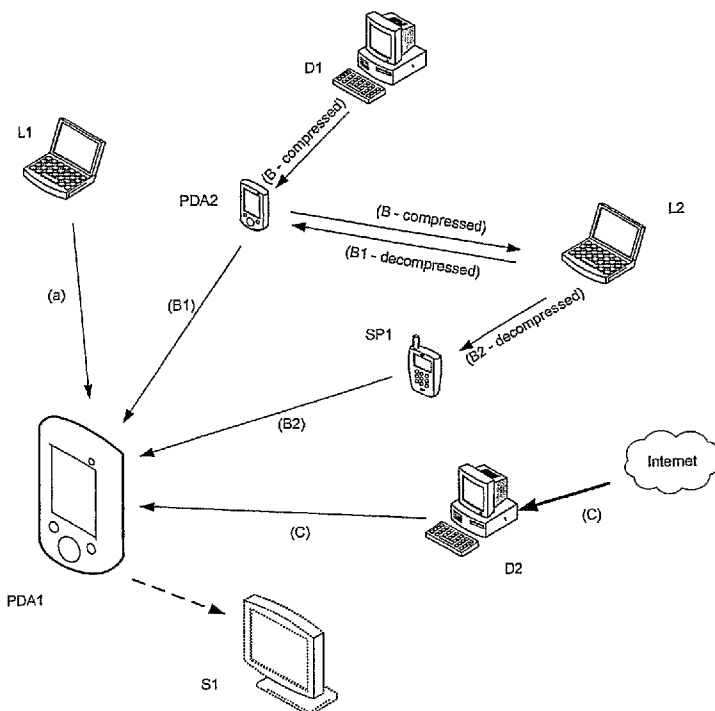 D1
L1
(B - compressed)
PDA2
L2
(B - compressed)
(B1 - decompressed)
(a)
(B1)
SP1
(B2 - decompressed)
(B2)
Internet
(C)
(C)
D2
PDA1
S1